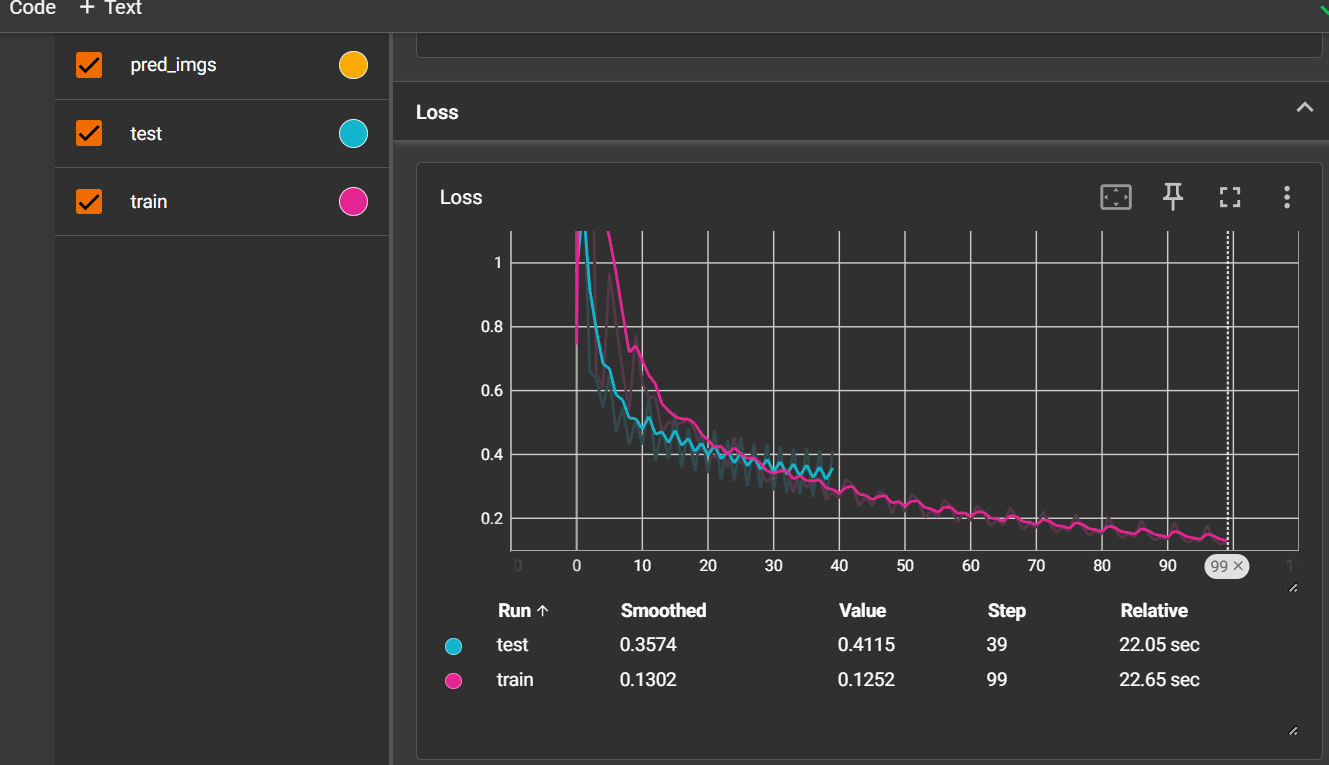 Code + Text
pred_imgs
test
train
Loss
Loss
1
0.8
0.6
0.4
0.2
0 0 10 20 30 40 50 60 70 80 90 99 × 1
Run ↑ Smoothed Value Step Relative
test 0.3574 0.4115 39 22.05 sec
train 0.1302 0.1252 99 22.65 sec